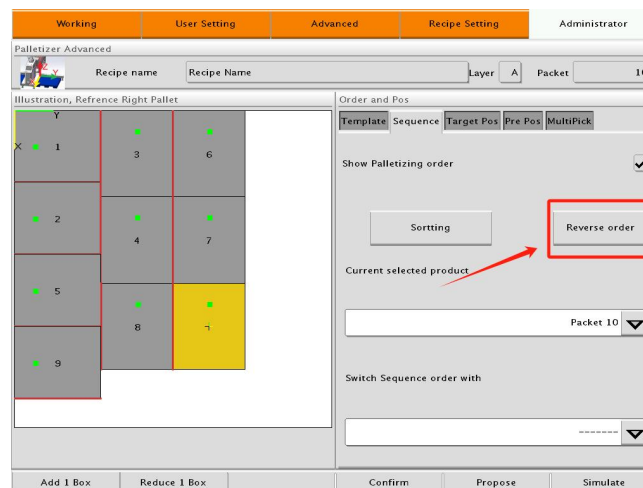 Working User Setting Advanced Recipe Setting Administrator
Palletizer Advanced
Recipe name Recipe Name Layer A Packet 10
Illustration, Refrence Right Pallet
Order and Pos
Template Sequence Target Pos Pre Pos MultiPick
Y
X
1
3
6
2
4
7
5
8
9
Show Palletizing order
Sortting Reverse order
Current selected product
Packet 10
Switch Sequence order with
-------
Add 1 Box Reduce 1 Box Confirm Propose Simulate